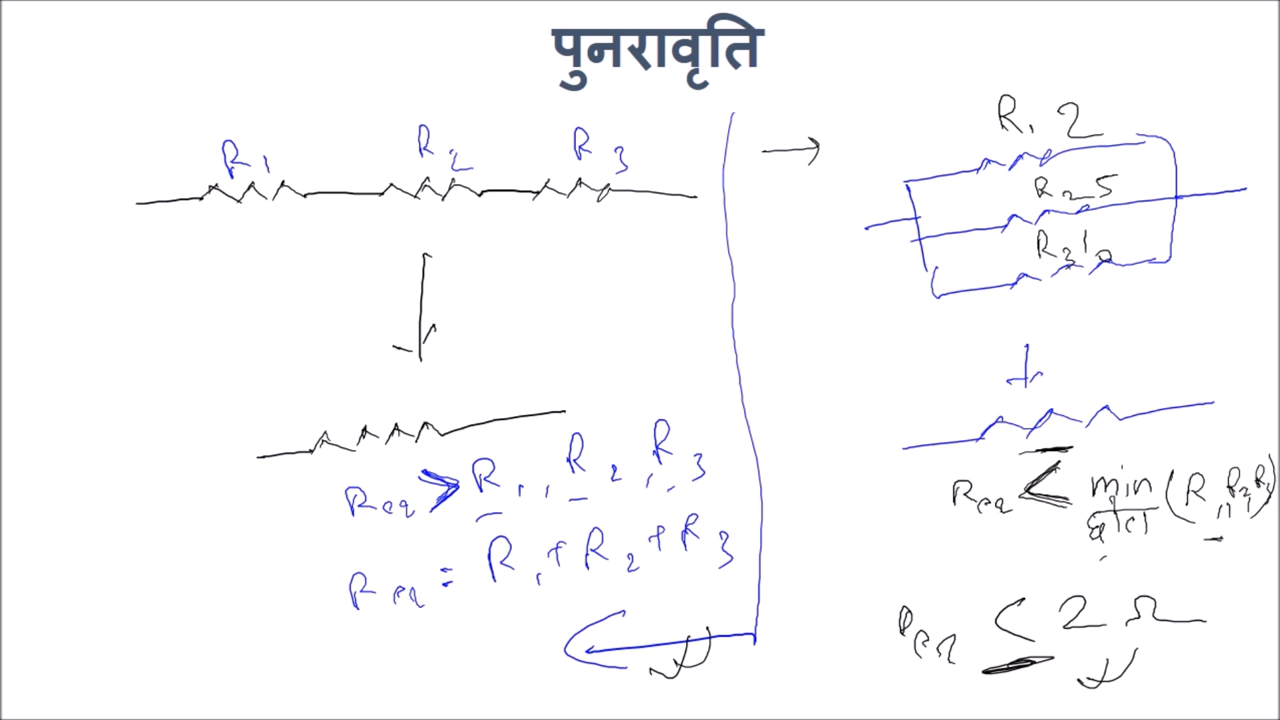 पुनरावृति
R1 R2 R3
Req > R1, R2, R3
Req = R1 + R2 + R3
R1 2
R2 5
R3 10
Req < min (R1, R2, R3)
Req < 2 Ω